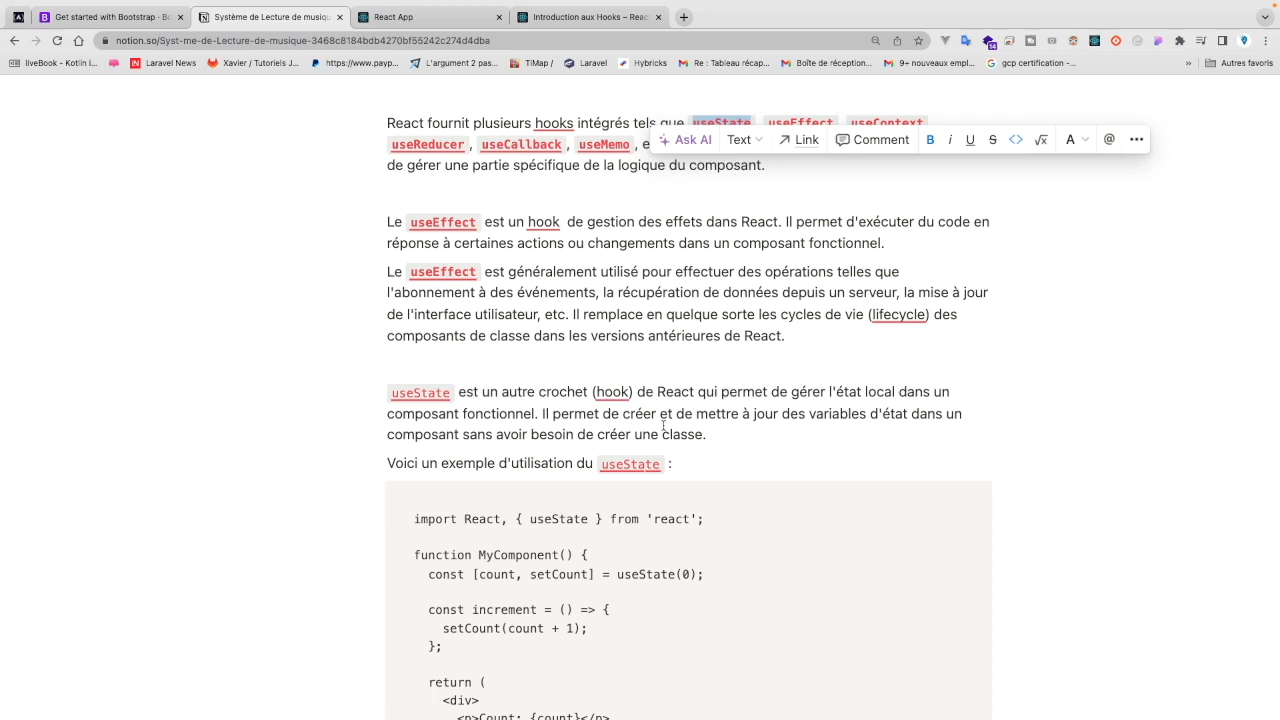 Get started with Bootstrap · Bo
Système de Lecture de musiqu
React App
Introduction aux Hooks – Reac
notion.so/Syst-me-de-Lecture-de-musique-3468c8184bdb4270bf55242c274d4dba
liveBook - Kotlin i...
Laravel News
Xavier / Tutoriels J...
https://www.payp...
L'argument 2 pas...
TiMap /
Laravel
Hybricks
Re : Tableau récap...
Boîte de réception...
9+ nouveaux empl...
gcp certification -...
»
Autres favoris
React fournit plusieurs hooks intégrés tels que useState useEffect useContext
Ask AI Text Link Comment B i U S <> √x A @ •••
useReducer , useCallback , useMemo , e
de gérer une partie spécifique de la logique du composant.
Le useEffect est un hook de gestion des effets dans React. Il permet d'exécuter du code en
réponse à certaines actions ou changements dans un composant fonctionnel.
Le useEffect est généralement utilisé pour effectuer des opérations telles que
l'abonnement à des événements, la récupération de données depuis un serveur, la mise à jour
de l'interface utilisateur, etc. Il remplace en quelque sorte les cycles de vie (lifecycle) des
composants de classe dans les versions antérieures de React.
useState est un autre crochet (hook) de React qui permet de gérer l'état local dans un
composant fonctionnel. Il permet de créer et de mettre à jour des variables d'état dans un
composant sans avoir besoin de créer une classe.
Voici un exemple d'utilisation du useState :
import React, { useState } from 'react';
function MyComponent() {
const [count, setCount] = useState(0);
const increment = () => {
setCount(count + 1);
};
return (
<div>
<p>Count: {count}</p>